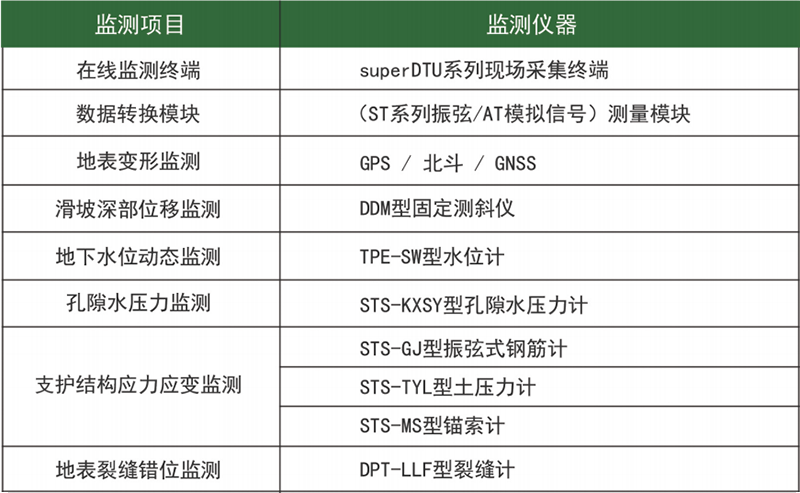 监测项目 监测仪器
在线监测终端 superDTU系列现场采集终端
数据转换模块 （ST系列振弦/AT模拟信号）测量模块
地表变形监测 GPS / 北斗 / GNSS
滑坡深部位移监测 DDM型固定测斜仪
地下水位动态监测 TPE-SW型水位计
孔隙水压力监测 STS-KXSY型孔隙水压力计
支护结构应力应变监测 STS-GJ型振弦式钢筋计
STS-TYL型土压力计
STS-MS型锚索计
地表裂缝错位监测 DPT-LLF型裂缝计